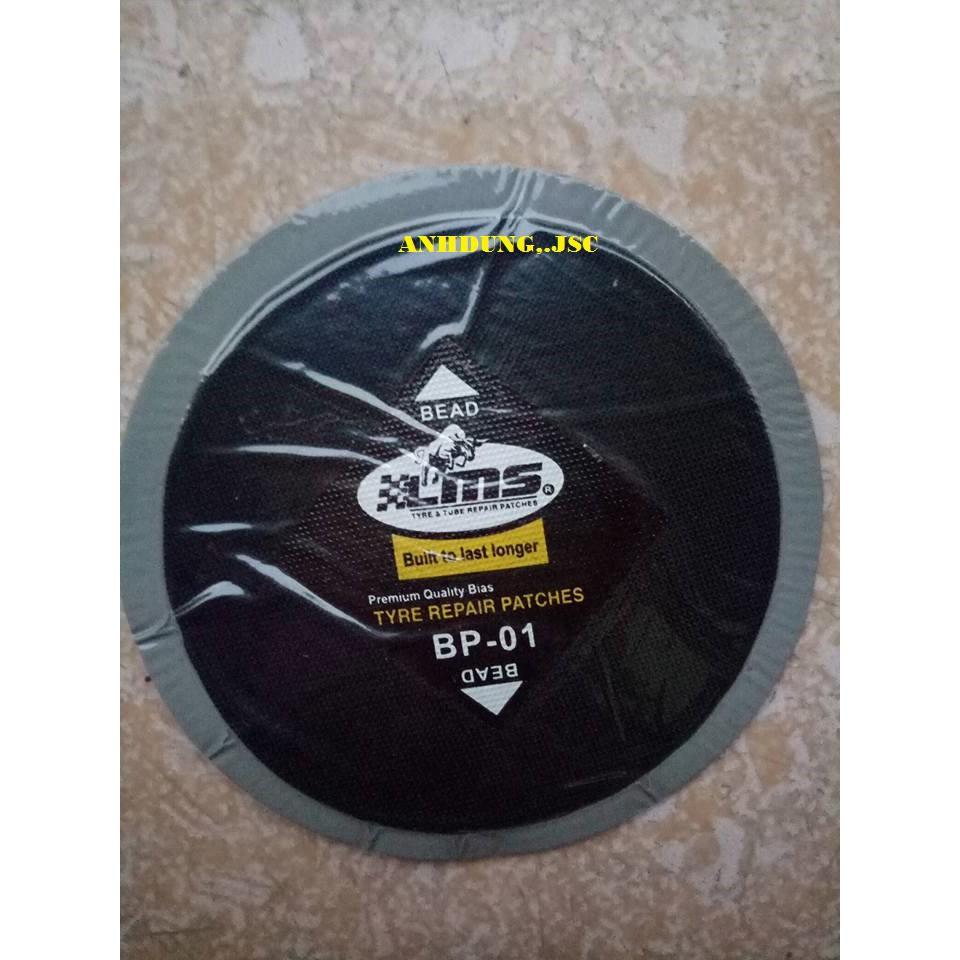 ANHDUNG,.JSC
BEAD
LMS ®
TYRE & TUBE REPAIR PATCHES
Built to last longer
Premium Quality Bias
TYRE REPAIR PATCHES
BP-01
BEAD